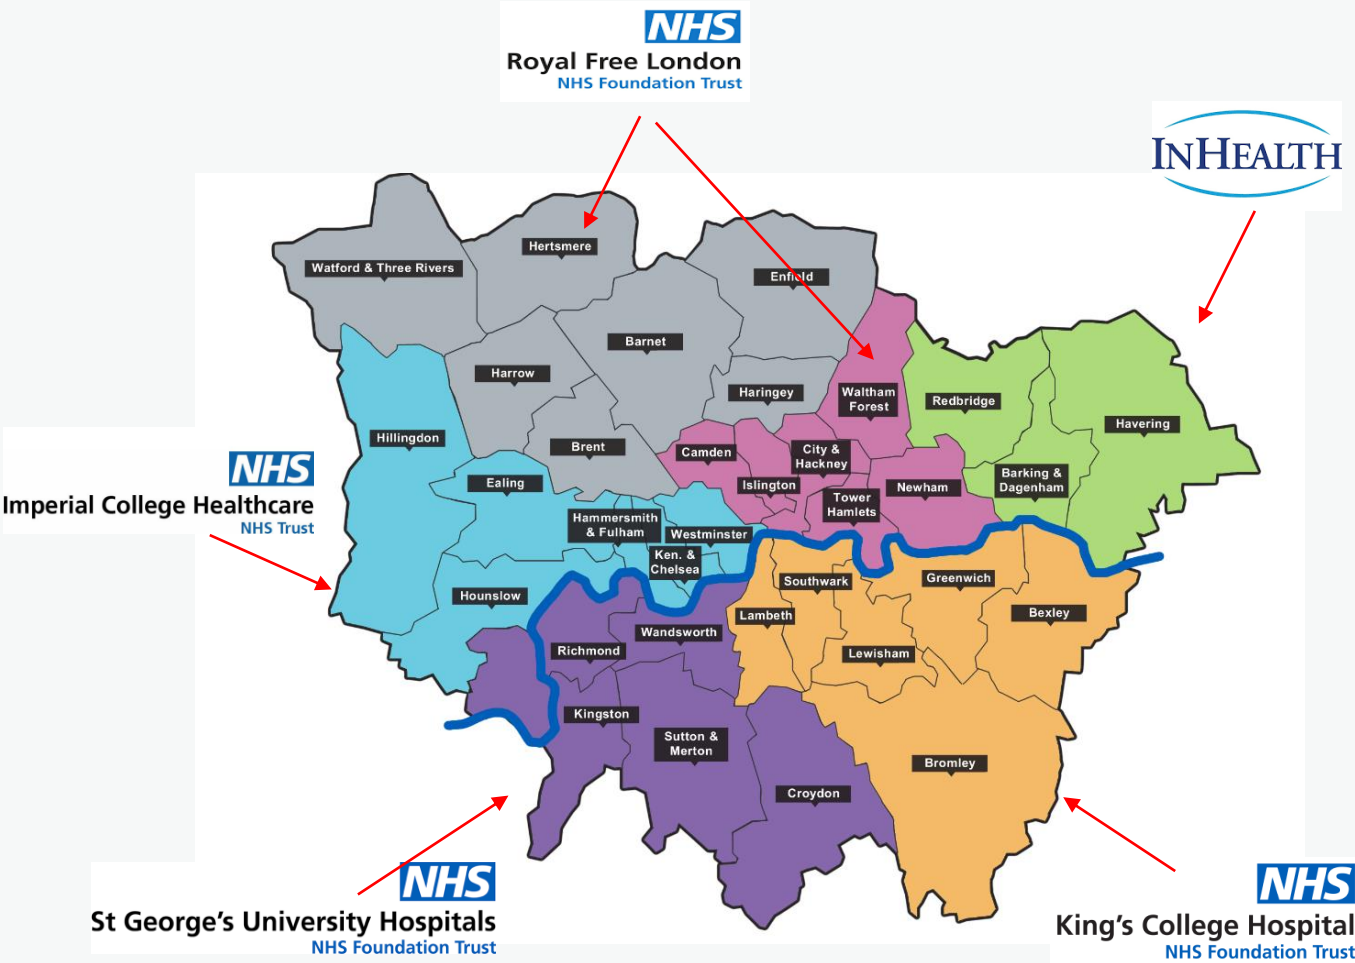 NHS
Royal Free London
NHS Foundation Trust
INHEALTH
Hertsmere
Watford & Three Rivers
Enfield
Barnet
Harrow
Haringey
Waltham
Forest
Redbridge
Havering
Hillingdon
Brent
Camden
City &
Hackney
Ealing
Islington
Newham
Barking &
Dagenham
Tower
Hamlets
NHS
Imperial College Healthcare
NHS Trust
Hammersmith
& Fulham
Westminster
Ken. &
Chelsea
Southwark
Greenwich
Hounslow
Lambeth
Bexley
Wandsworth
Richmond
Lewisham
Kingston
Sutton &
Merton
Bromley
Croydon
NHS
St George's University Hospitals
NHS Foundation Trust
NHS
King's College Hospital
NHS Foundation Trust